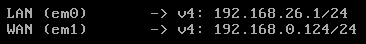 LAN (em0) -> v4: 192.168.26.1/24
WAN (em1) -> v4: 192.168.0.124/24